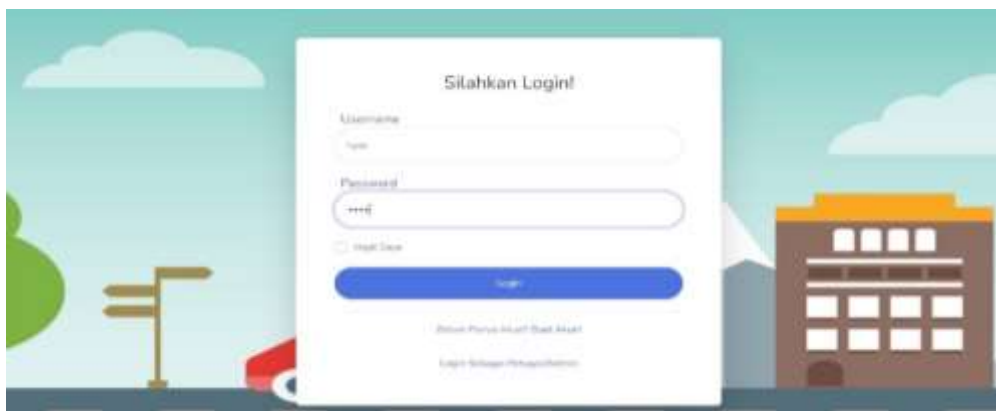 Silahkan Login!
Username
Password
••••
Ingat Saya
Login
Belum Punya Akun? Buat Akun!
Login Sebagai Petugas/Admin